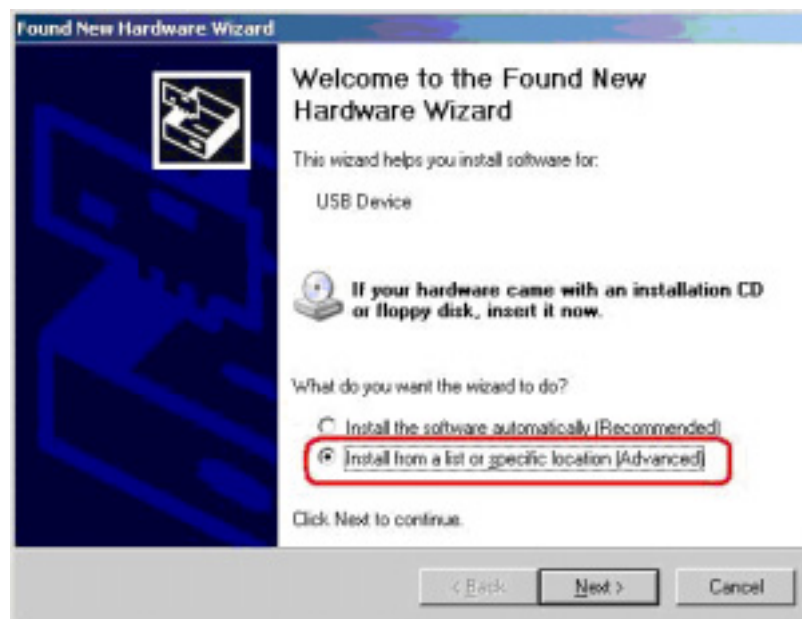 Found New Hardware Wizard
Welcome to the Found New
Hardware Wizard
This wizard helps you install software for:
USB Device
If your hardware came with an installation CD
or floppy disk, insert it now.
What do you want the wizard to do?
Install the software automatically (Recommended)
Install from a list or specific location (Advanced)
Click Next to continue.
< Back
Next >
Cancel